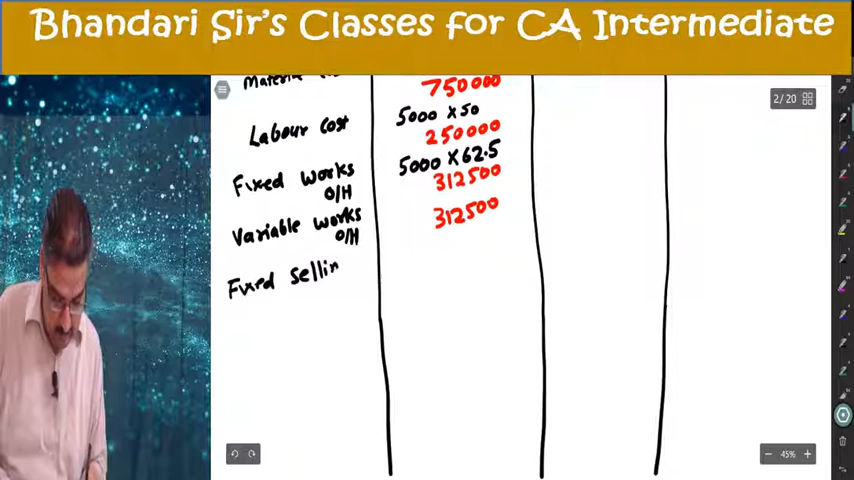 Bhandari Sir's Classes for CA Intermediate
Material
750000
5000 x 50
Labour Cost
250000
5000 x 62.5
Fixed works
O/H
312500
Variable works
O/H
312500
Fixed sellin
2/20
45%